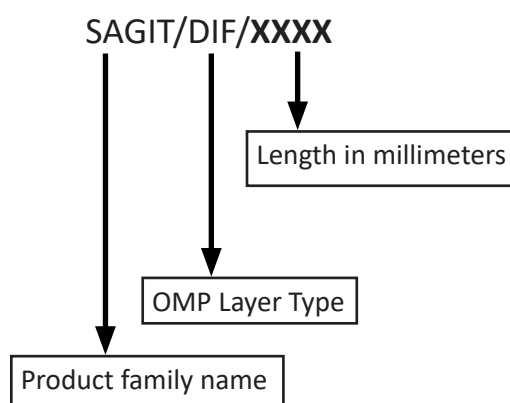 SAGIT/DIF/XXXX
Length in millimeters
OMP Layer Type
Product family name